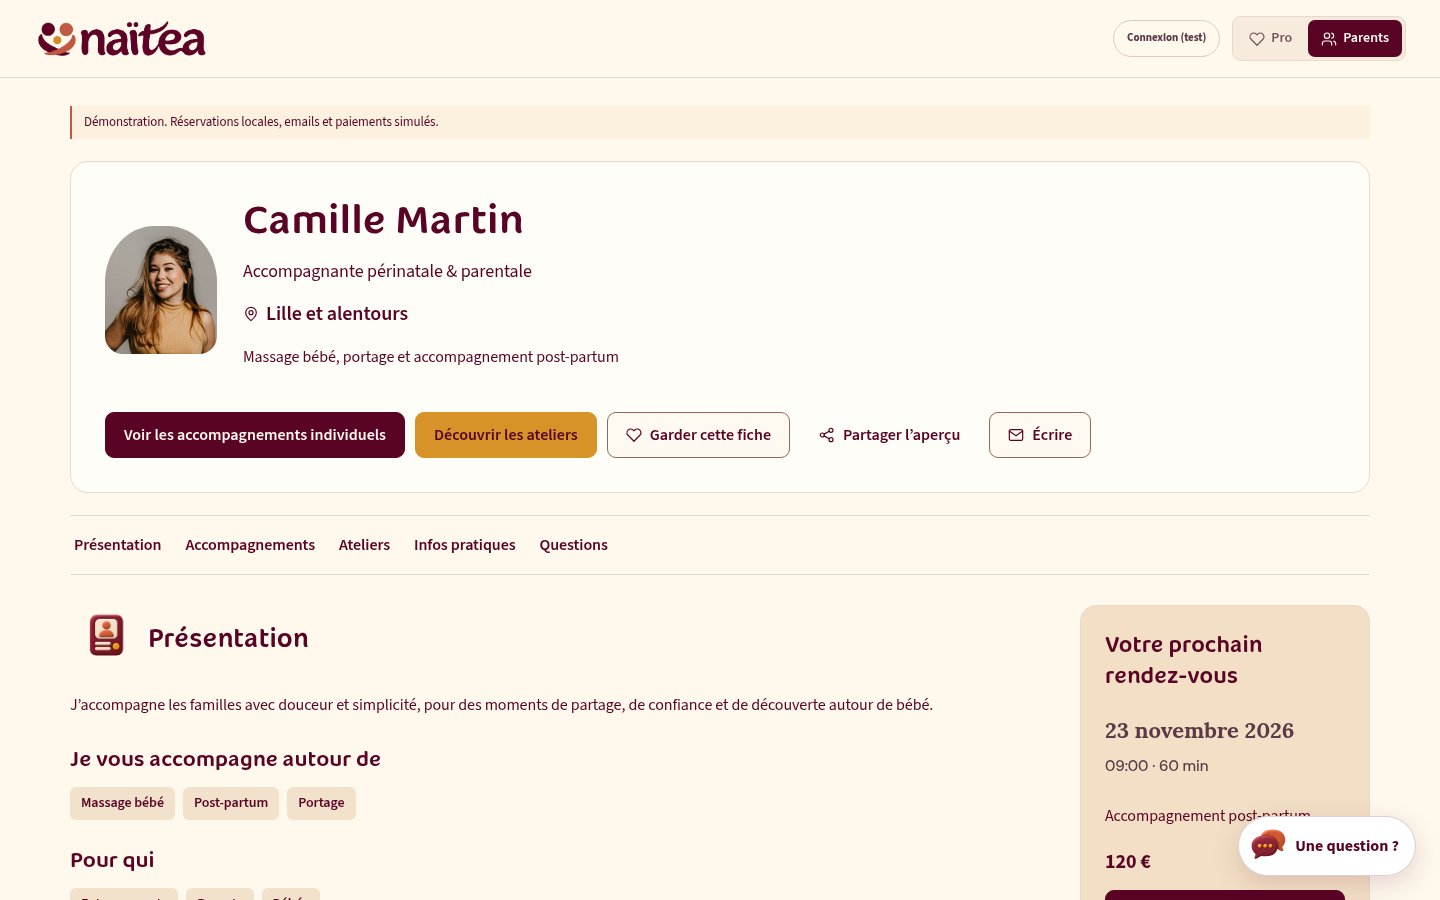 naïtea
Connexion (test)
Pro
Parents
Démonstration. Réservations locales, emails et paiements simulés.
Camille Martin
Accompagnante périnatale & parentale
Lille et alentours
Massage bébé, portage et accompagnement post-partum
Voir les accompagnements individuels
Découvrir les ateliers
Garder cette fiche
Partager l’aperçu
Écrire
Présentation
Accompagnements
Ateliers
Infos pratiques
Questions
Présentation
J’accompagne les familles avec douceur et simplicité, pour des moments de partage, de confiance et de découverte autour de bébé.
Je vous accompagne autour de
Massage bébé
Post-partum
Portage
Pour qui
Votre prochain
rendez-vous
23 novembre 2026
09:00 · 60 min
Accompagnement post-partum
120 €
Une question ?